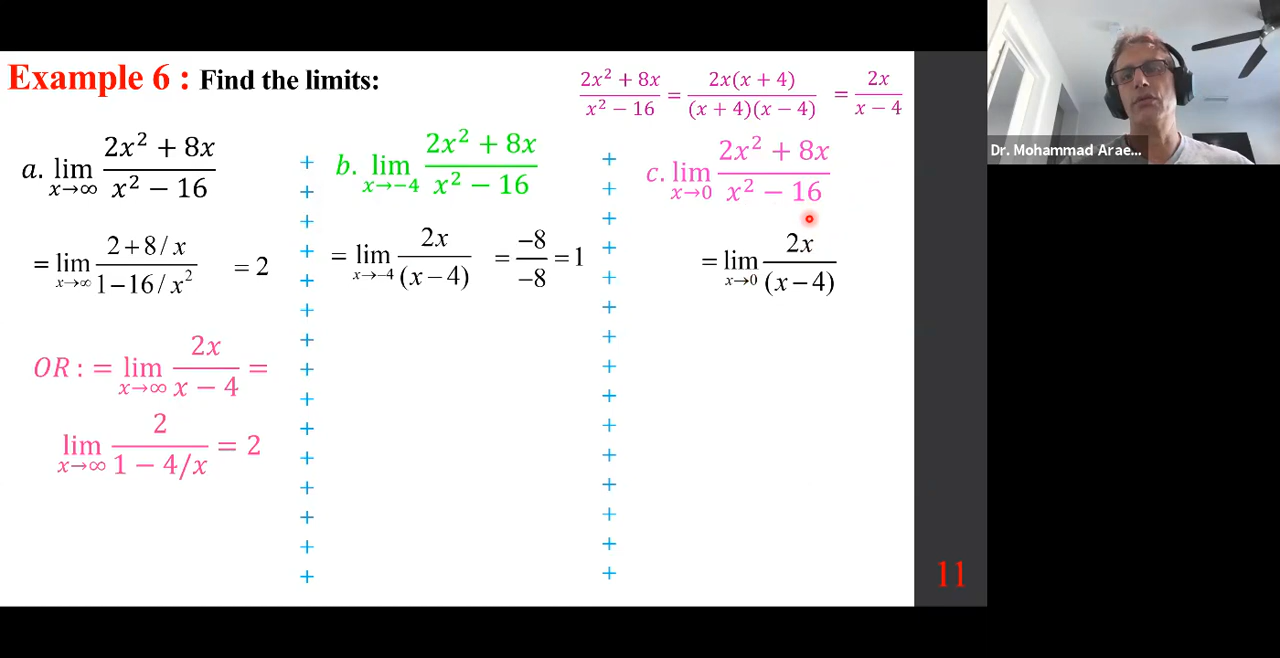 Example 6 : Find the limits:
2x² + 8x / x² − 16 = 2x(x + 4) / (x + 4)(x − 4) = 2x / x − 4
a. lim x→∞ 2x² + 8x / x² − 16
= lim x→∞ 2+8/x / 1−16/x² = 2
OR : = lim x→∞ 2x / x − 4 =
lim x→∞ 2 / 1 − 4/x = 2
b. lim x→−4 2x² + 8x / x² − 16
= lim x→−4 2x / (x−4) = −8 / −8 = 1
c. lim x→0 2x² + 8x / x² − 16
= lim x→0 2x / (x−4)
11
Dr. Mohammad Arae...